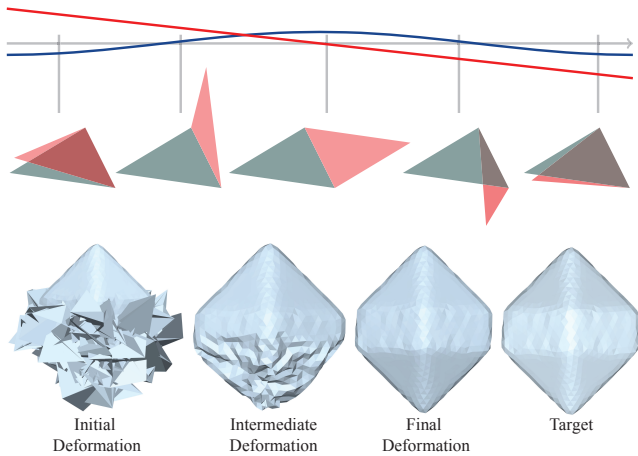 Initial
Deformation
Intermediate
Deformation
Final
Deformation
Target